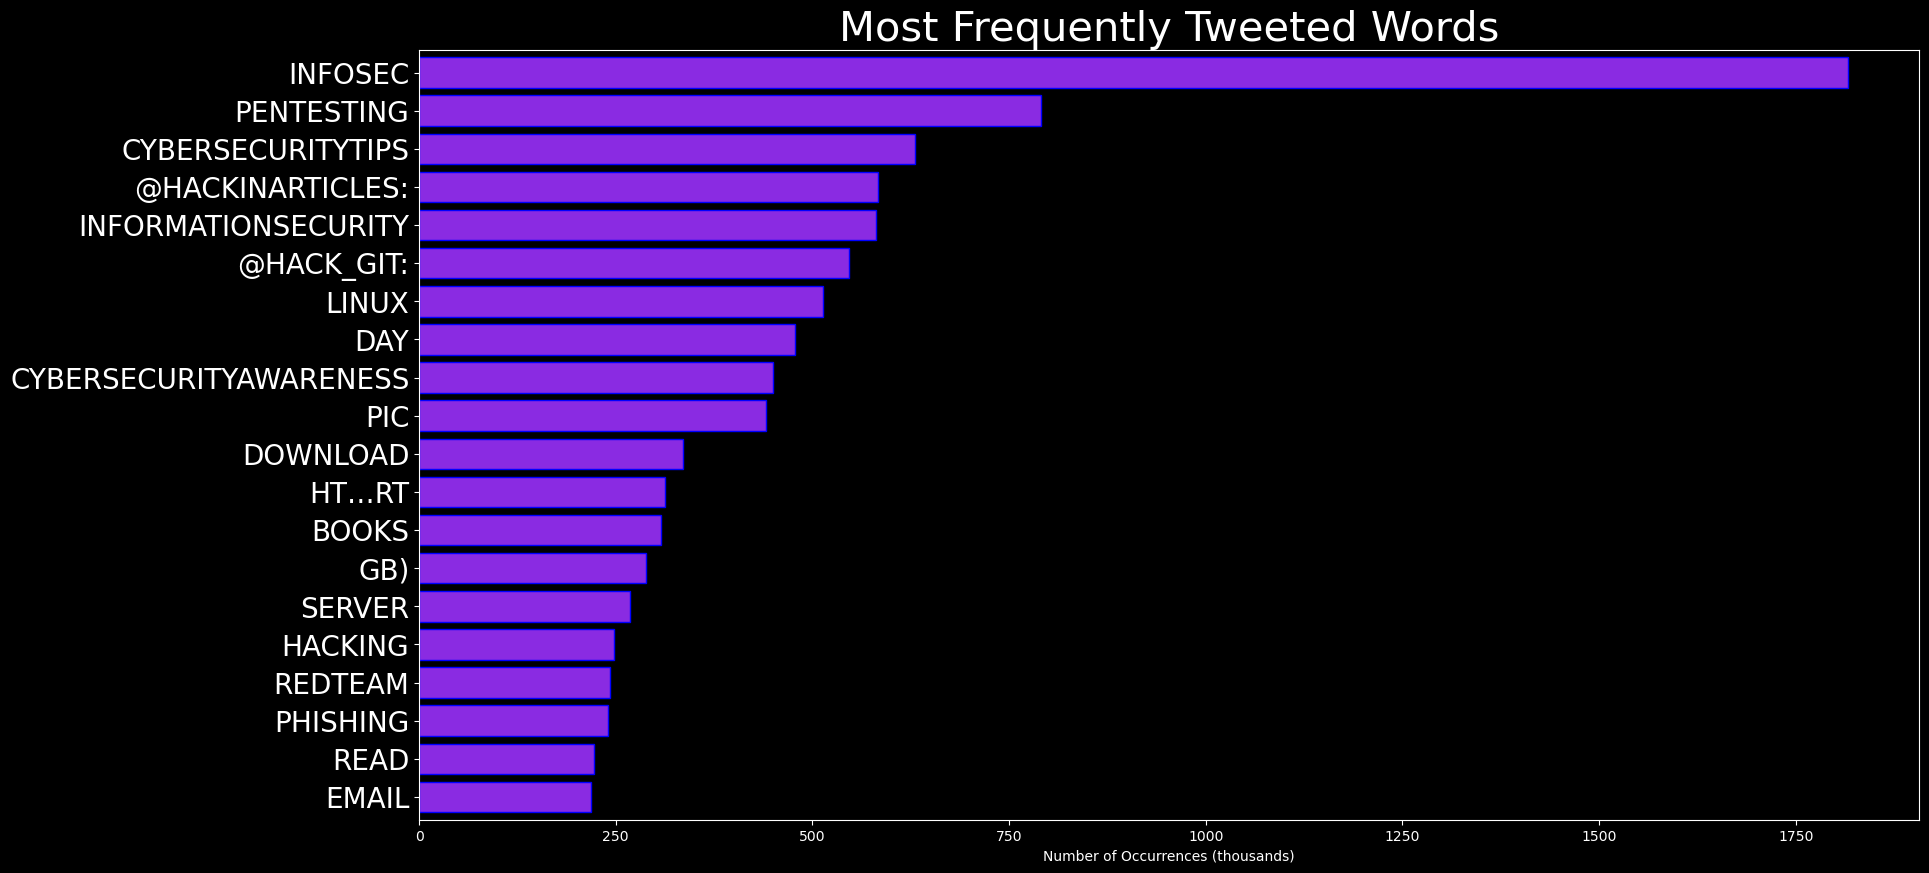 Most Frequently Tweeted Words
INFOSEC
PENTESTING
CYBERSECURITYTIPS
@HACKINARTICLES:
INFORMATIONSECURITY
@HACK_GIT:
LINUX
DAY
CYBERSECURITYAWARENESS
PIC
DOWNLOAD
HT…RT
BOOKS
GB)
SERVER
HACKING
REDTEAM
PHISHING
READ
EMAIL
0 250 500 750 1000 1250 1500 1750
Number of Occurrences (thousands)